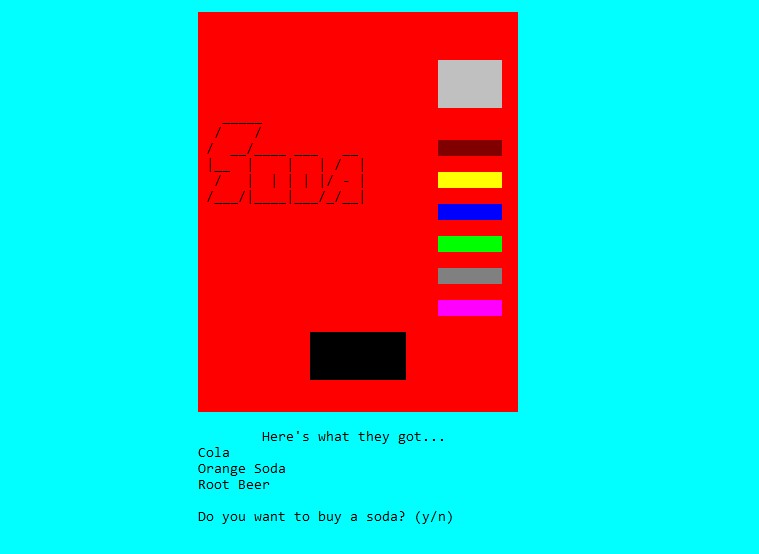 Soda
Here's what they got...
Cola
Orange Soda
Root Beer
Do you want to buy a soda? (y/n)